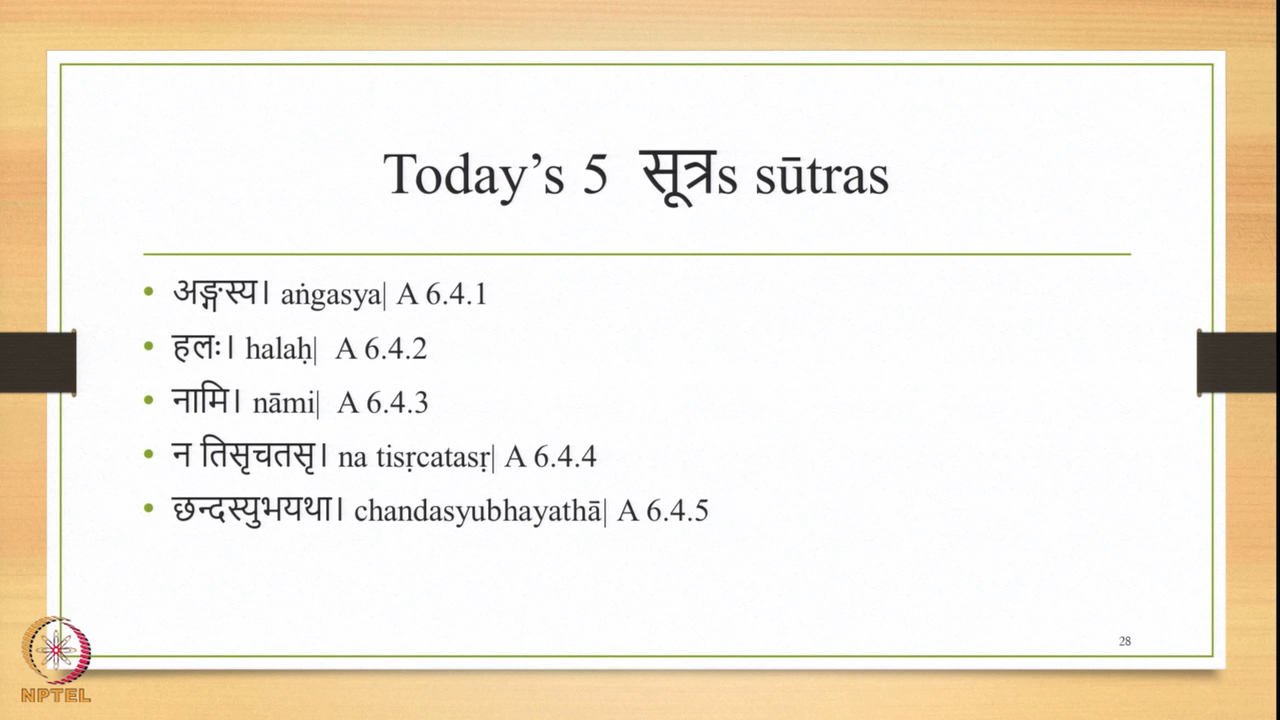 Today’s 5 सूत्रs sūtras
• अङ्गस्य। aṅgasya| A 6.4.1
• हलः। halaḥ| A 6.4.2
• नामि। nāmi| A 6.4.3
• न तिसृचतसृ। na tisṛcatasṛ| A 6.4.4
• छन्दस्युभयथा। chandasyubhayathā| A 6.4.5
28
NPTEL